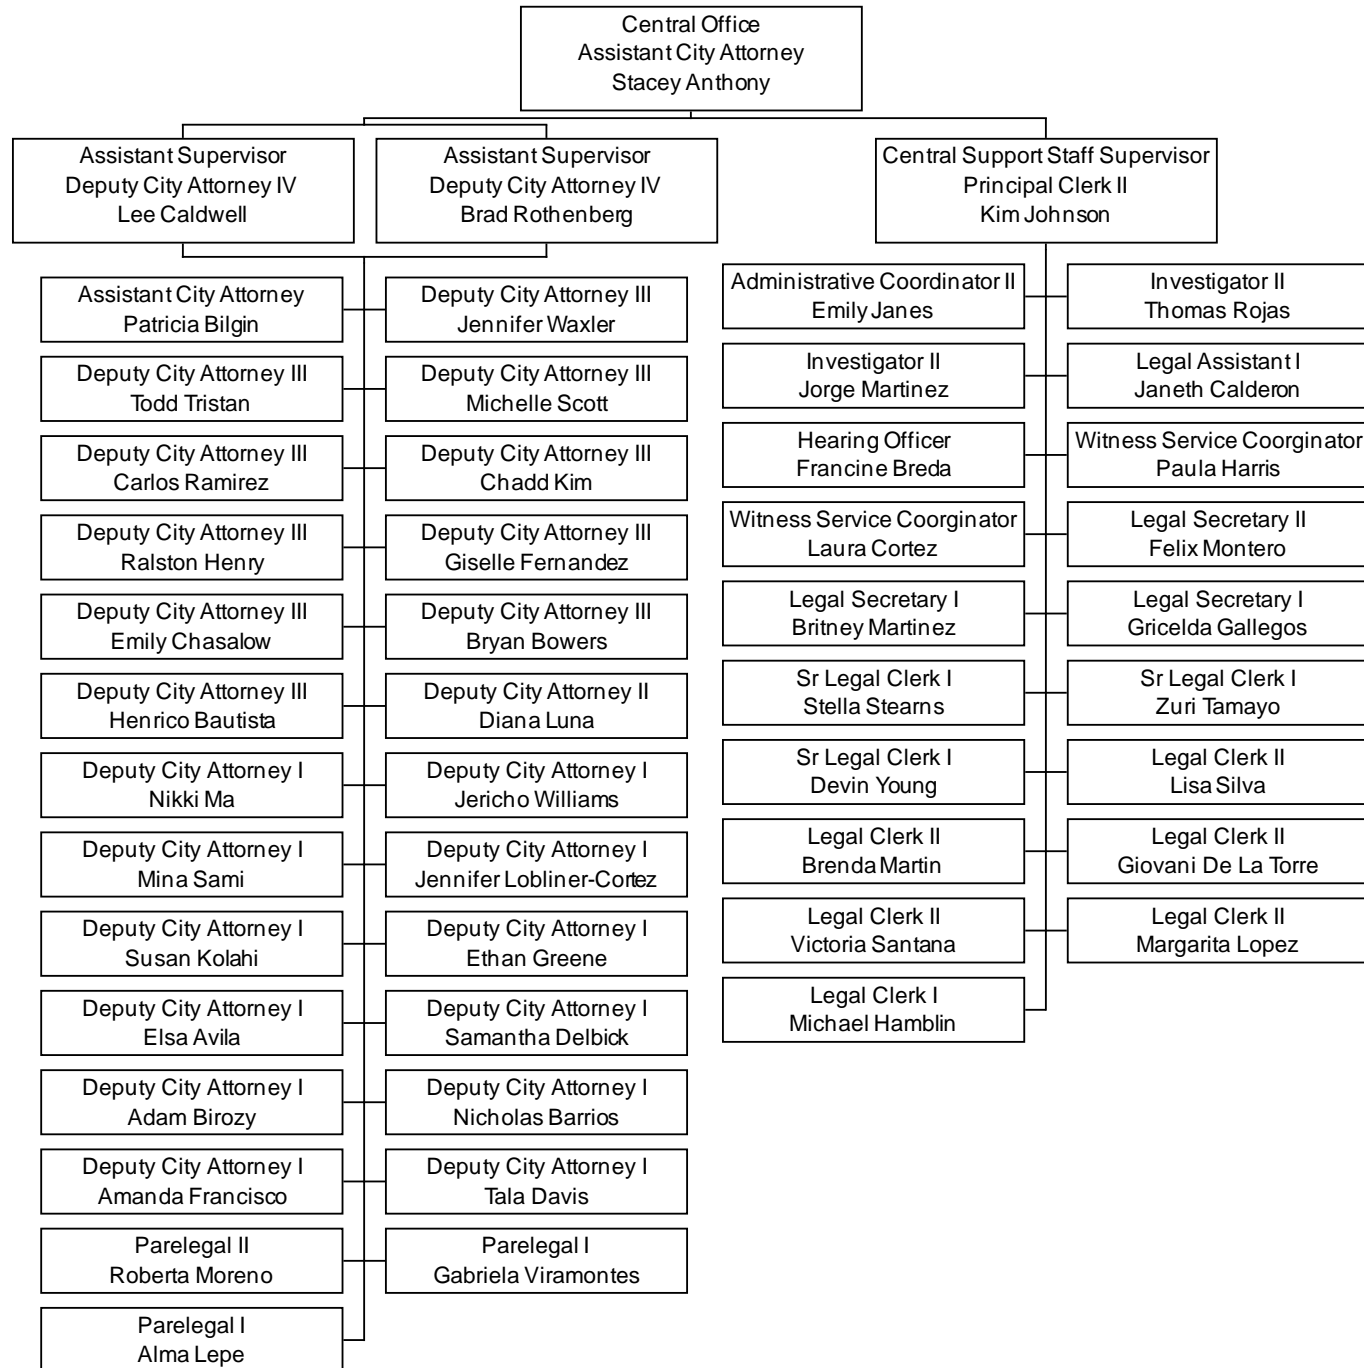 Central Office
Assistant City Attorney
Stacey Anthony
Assistant Supervisor
Deputy City Attorney IV
Lee Caldwell
Assistant Supervisor
Deputy City Attorney IV
Brad Rothenberg
Central Support Staff Supervisor
Principal Clerk II
Kim Johnson
Assistant City Attorney
Patricia Bilgin
Deputy City Attorney III
Jennifer Waxler
Deputy City Attorney III
Todd Tristan
Deputy City Attorney III
Michelle Scott
Deputy City Attorney III
Carlos Ramirez
Deputy City Attorney III
Chadd Kim
Deputy City Attorney III
Ralston Henry
Deputy City Attorney III
Giselle Fernandez
Deputy City Attorney III
Emily Chasalow
Deputy City Attorney III
Bryan Bowers
Deputy City Attorney III
Henrico Bautista
Deputy City Attorney II
Diana Luna
Deputy City Attorney I
Nikki Ma
Deputy City Attorney I
Jericho Williams
Deputy City Attorney I
Mina Sami
Deputy City Attorney I
Jennifer Lobliner-Cortez
Deputy City Attorney I
Susan Kolahi
Deputy City Attorney I
Ethan Greene
Deputy City Attorney I
Elsa Avila
Deputy City Attorney I
Samantha Delbick
Deputy City Attorney I
Adam Birozy
Deputy City Attorney I
Nicholas Barrios
Deputy City Attorney I
Amanda Francisco
Deputy City Attorney I
Tala Davis
Parelegal II
Roberta Moreno
Parelegal I
Gabriela Viramontes
Parelegal I
Alma Lepe
Administrative Coordinator II
Emily Janes
Investigator II
Thomas Rojas
Investigator II
Jorge Martinez
Legal Assistant I
Janeth Calderon
Hearing Officer
Francine Breda
Witness Service Coorginator
Paula Harris
Witness Service Coorginator
Laura Cortez
Legal Secretary II
Felix Montero
Legal Secretary I
Britney Martinez
Legal Secretary I
Gricelda Gallegos
Sr Legal Clerk I
Stella Stearns
Sr Legal Clerk I
Zuri Tamayo
Sr Legal Clerk I
Devin Young
Legal Clerk II
Lisa Silva
Legal Clerk II
Brenda Martin
Legal Clerk II
Giovani De La Torre
Legal Clerk II
Victoria Santana
Legal Clerk II
Margarita Lopez
Legal Clerk I
Michael Hamblin